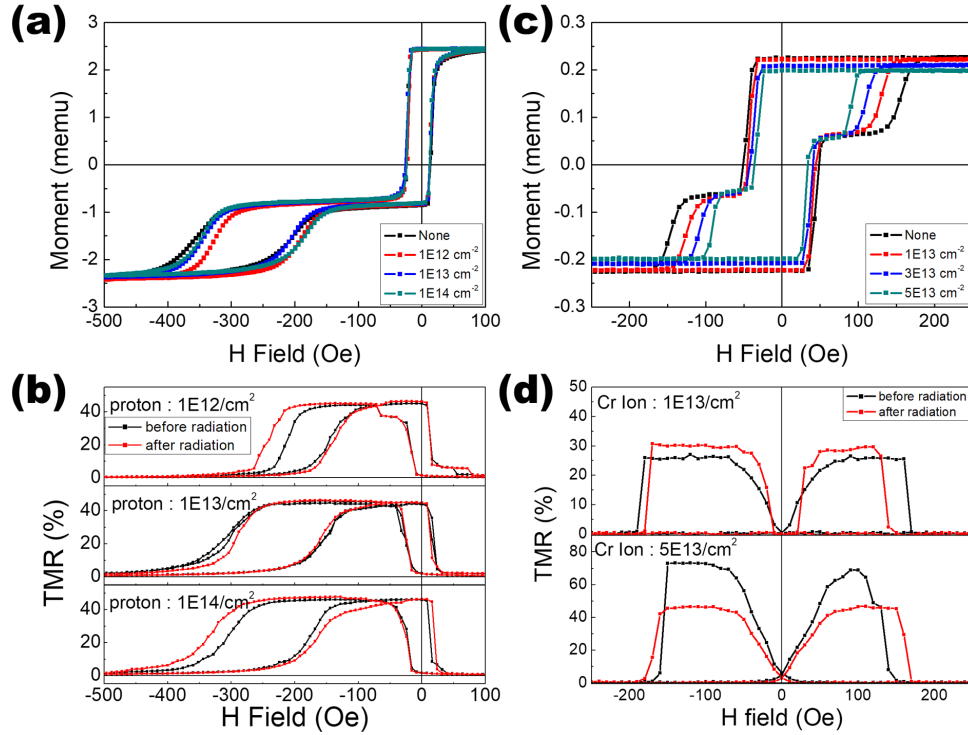 (a)
Moment (memu)
3
2
1
0
-1
-2
-3
None
1E12 cm⁻²
1E13 cm⁻²
1E14 cm⁻²
-500 -400 -300 -200 -100 0 100
H Field (Oe)
(c)
Moment (memu)
0.3
0.2
0.1
0.0
-0.1
-0.2
-0.3
None
1E13 cm⁻²
3E13 cm⁻²
5E13 cm⁻²
-200 -100 0 100 200
H Field (Oe)
(b)
TMR (%)
proton : 1E12/cm²
before radiation
after radiation
40
20
0
proton : 1E13/cm²
40
20
0
proton : 1E14/cm²
40
20
0
-500 -400 -300 -200 -100 0 100
H Field (Oe)
(d)
TMR (%)
Cr Ion : 1E13/cm²
before radiation
after radiation
50
40
30
20
10
0
Cr Ion : 5E13/cm²
80
60
40
20
0
-200 -100 0 100 200
H field (Oe)